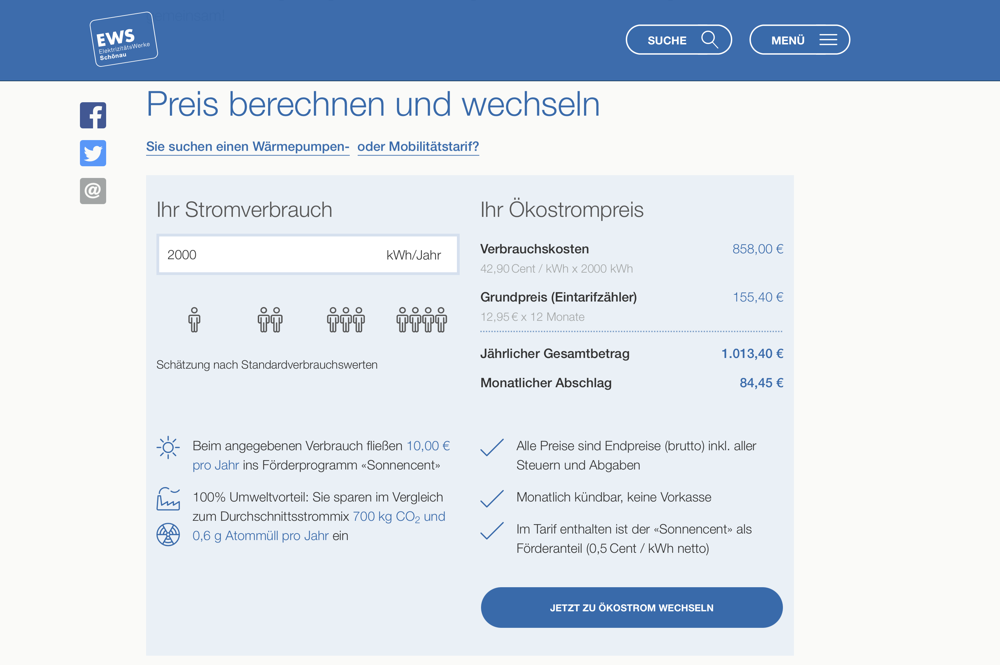 gemeinsam!
EWS
ElektrizitätsWerke
Schönau
SUCHE
MENÜ
Preis berechnen und wechseln
Sie suchen einen Wärmepumpen- oder Mobilitätstarif?
Ihr Stromverbrauch
2000 kWh/Jahr
Schätzung nach Standardverbrauchswerten
Ihr Ökostrompreis
Verbrauchskosten 858,00 €
42,90 Cent / kWh x 2000 kWh
Grundpreis (Eintarifzähler) 155,40 €
12,95 € x 12 Monate
Jährlicher Gesamtbetrag 1.013,40 €
Monatlicher Abschlag 84,45 €
Beim angegebenen Verbrauch fließen 10,00 €
pro Jahr ins Förderprogramm «Sonnencent»
100% Umweltvorteil: Sie sparen im Vergleich
zum Durchschnittsstrommix 700 kg CO₂ und
0,6 g Atommüll pro Jahr ein
Alle Preise sind Endpreise (brutto) inkl. aller
Steuern und Abgaben
Monatlich kündbar, keine Vorkasse
Im Tarif enthalten ist der «Sonnencent» als
Förderanteil (0,5 Cent / kWh netto)
JETZT ZU ÖKOSTROM WECHSELN